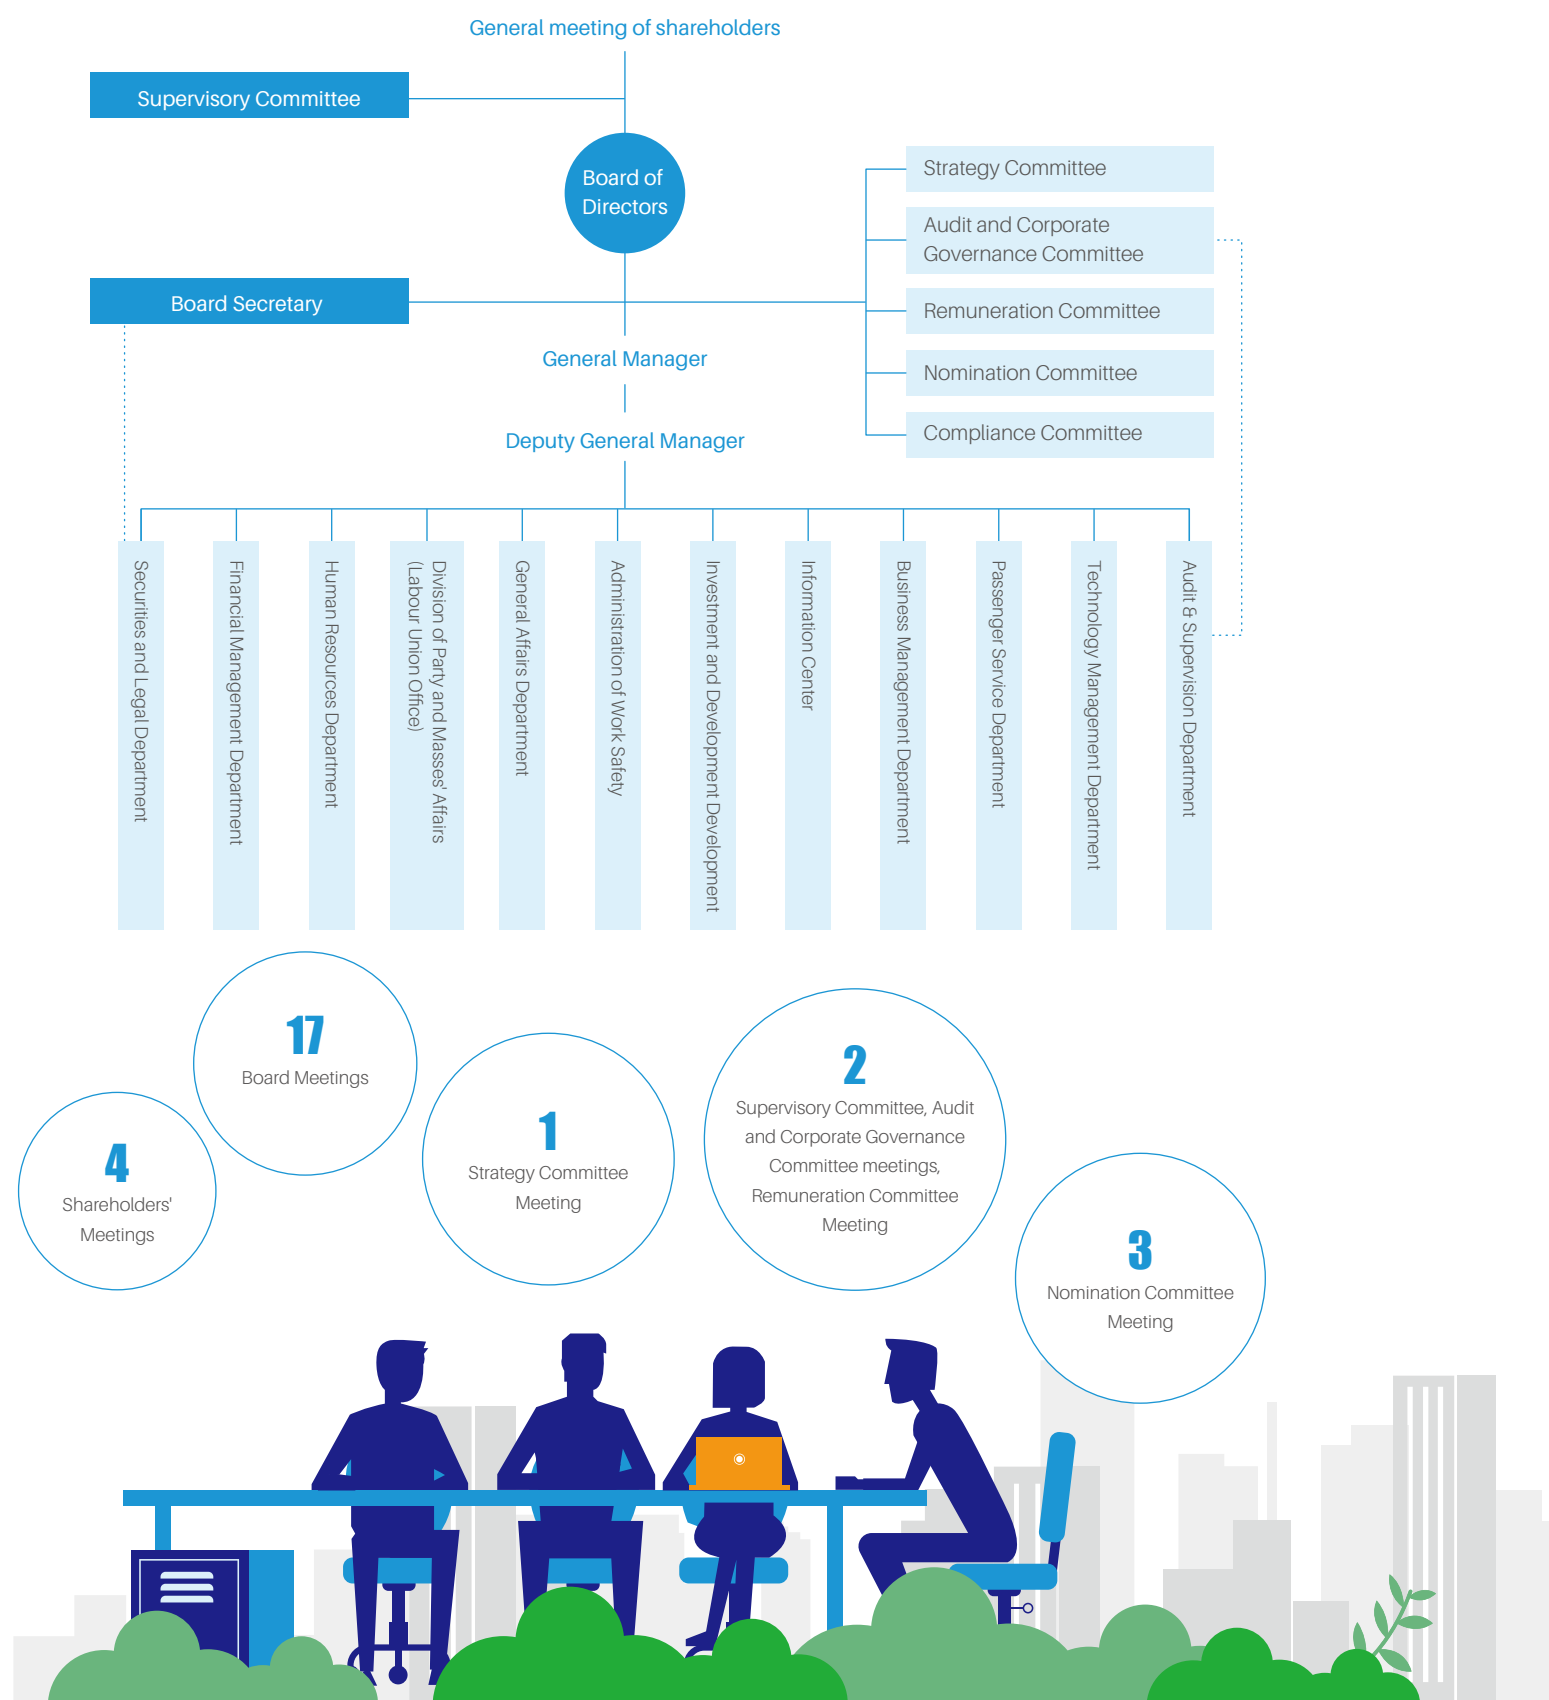 General meeting of shareholders
Supervisory Committee
Board of
Directors
Strategy Committee
Audit and Corporate
Governance Committee
Remuneration Committee
Nomination Committee
Compliance Committee
Board Secretary
General Manager
Deputy General Manager
Securities and Legal Department
Financial Management Department
Human Resources Department
Division of Party and Masses' Affairs
(Labour Union Office)
General Affairs Department
Administration of Work Safety
Investment and Development Development
Information Center
Business Management Department
Passenger Service Department
Technology Management Department
Audit & Supervision Department
4
Shareholders'
Meetings
17
Board Meetings
1
Strategy Committee
Meeting
2
Supervisory Committee, Audit
and Corporate Governance
Committee meetings,
Remuneration Committee
Meeting
3
Nomination Committee
Meeting